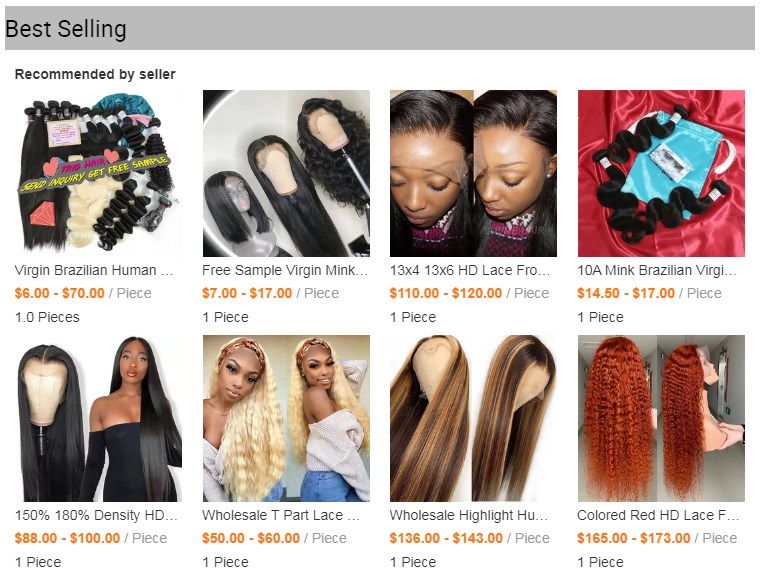 Best Selling
Recommended by seller
TDG HAIR
SEND INQUIRY GET FREE SAMPLE
Virgin Brazilian Human ...
$6.00 - $70.00 / Piece
1.0 Pieces
Free Sample Virgin Mink...
$7.00 - $17.00 / Piece
1 Piece
13x4 13x6 HD Lace Fro...
$110.00 - $120.00 / Piece
1 Piece
10A Mink Brazilian Virgi...
$14.50 - $17.00 / Piece
1 Piece
150% 180% Density HD...
$88.00 - $100.00 / Piece
1 Piece
Wholesale T Part Lace ...
$50.00 - $60.00 / Piece
1 Piece
Wholesale Highlight Hu...
$136.00 - $143.00 / Piece
1 Piece
Colored Red HD Lace F...
$165.00 - $173.00 / Piece
1 Piece